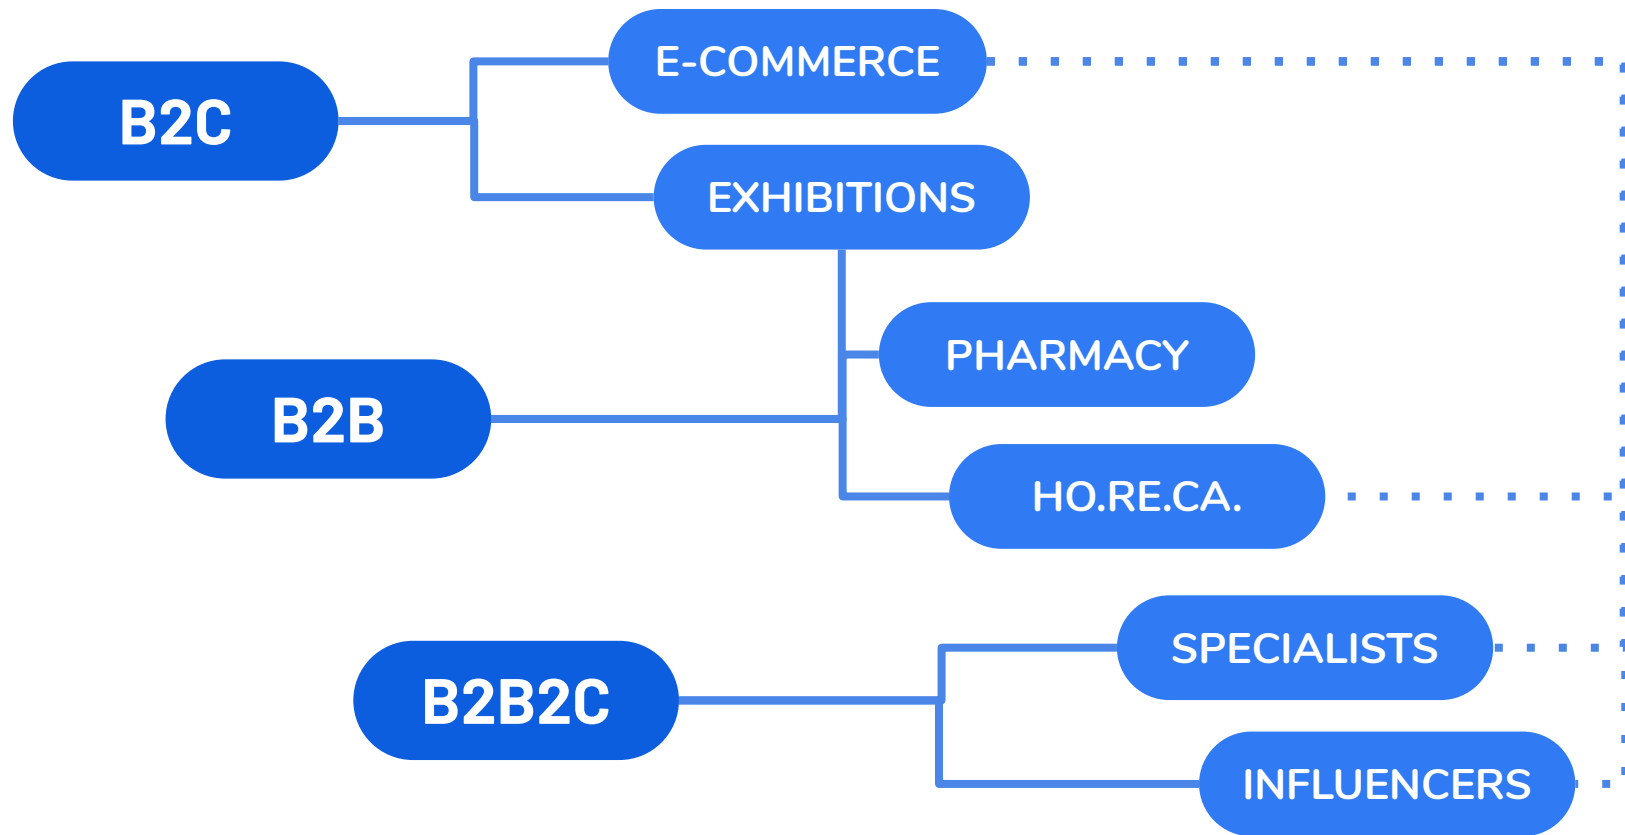 E-COMMERCE
B2C
EXHIBITIONS
PHARMACY
B2B
HO.RE.CA.
SPECIALISTS
B2B2C
INFLUENCERS